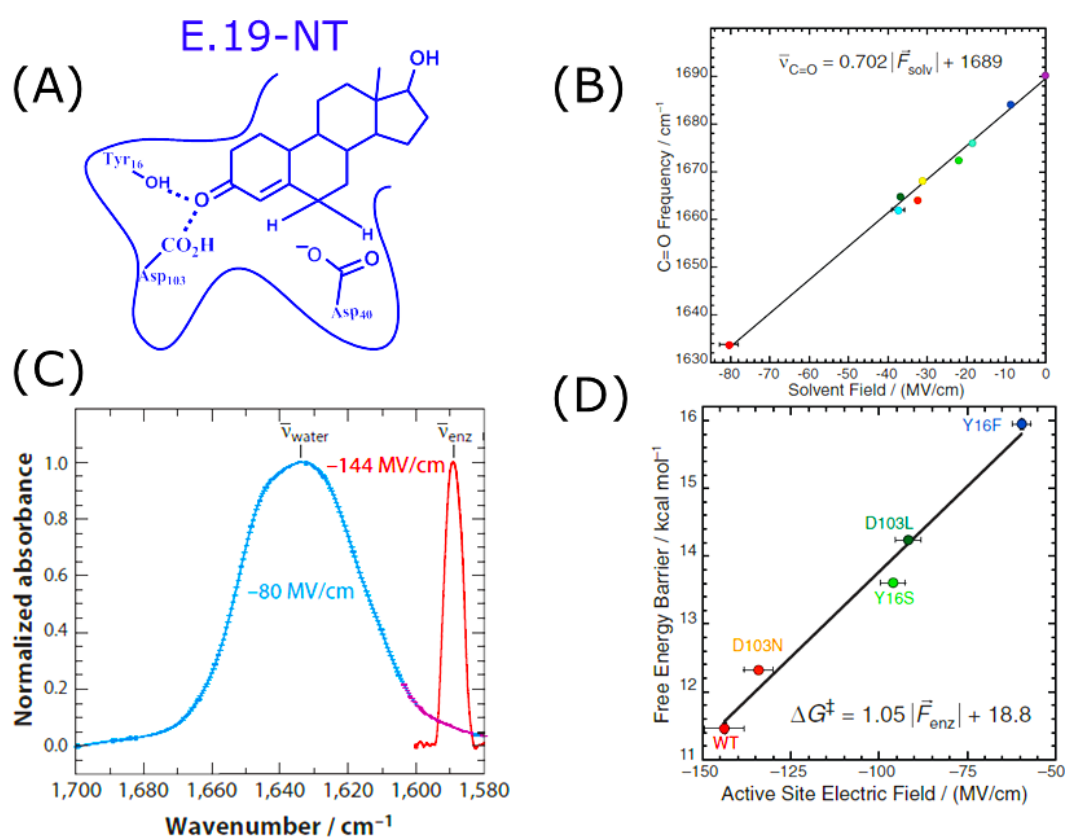 E.19-NT
(A)
OH
Tyr16
OH
O
CO2H
Asp103
H
H
−O
O
Asp40
(B)
ν̄C=O = 0.702 |F⃗solv| + 1689
C=O Frequency / cm⁻¹
1690
1680
1670
1660
1650
1640
1630
-80 -70 -60 -50 -40 -30 -20 -10 0
Solvent Field / (MV/cm)
(C)
ν̄water
ν̄enz
–144 MV/cm
–80 MV/cm
Normalized absorbance
1.0
0.8
0.6
0.4
0.2
0.0
1,700 1,680 1,660 1,640 1,620 1,600 1,580
Wavenumber / cm⁻¹
(D)
Free Energy Barrier / kcal mol⁻¹
16
15
14
13
12
11
Y16F
D103L
Y16S
D103N
WT
ΔG‡ = 1.05 |F⃗enz| + 18.8
−150 −100 −75 −50
Active Site Electric Field / (MV/cm)